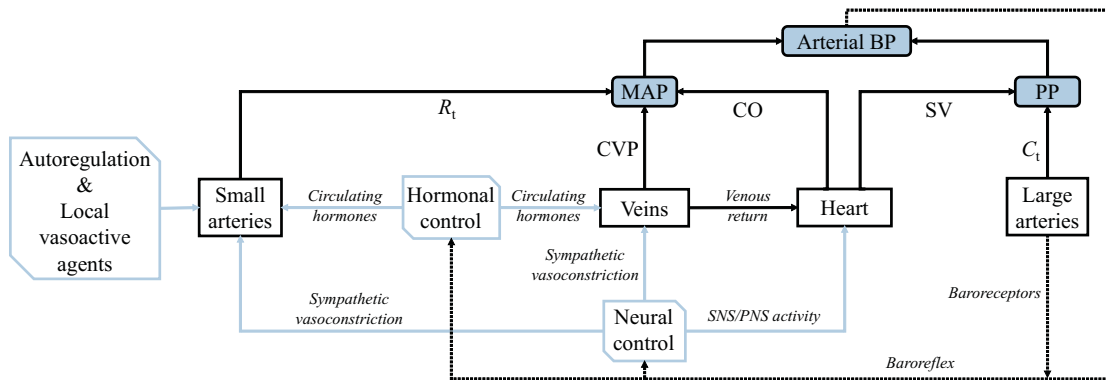 Arterial BP
MAP
PP
R_t
CO
SV
CVP
C_t
Autoregulation
&
Local
vasoactive
agents
Small
arteries
Circulating
hormones
Hormonal
control
Circulating
hormones
Veins
Venous
return
Heart
Large
arteries
Sympathetic
vasoconstriction
Sympathetic
vasoconstriction
Neural
control
SNS/PNS activity
Baroreceptors
Baroreflex